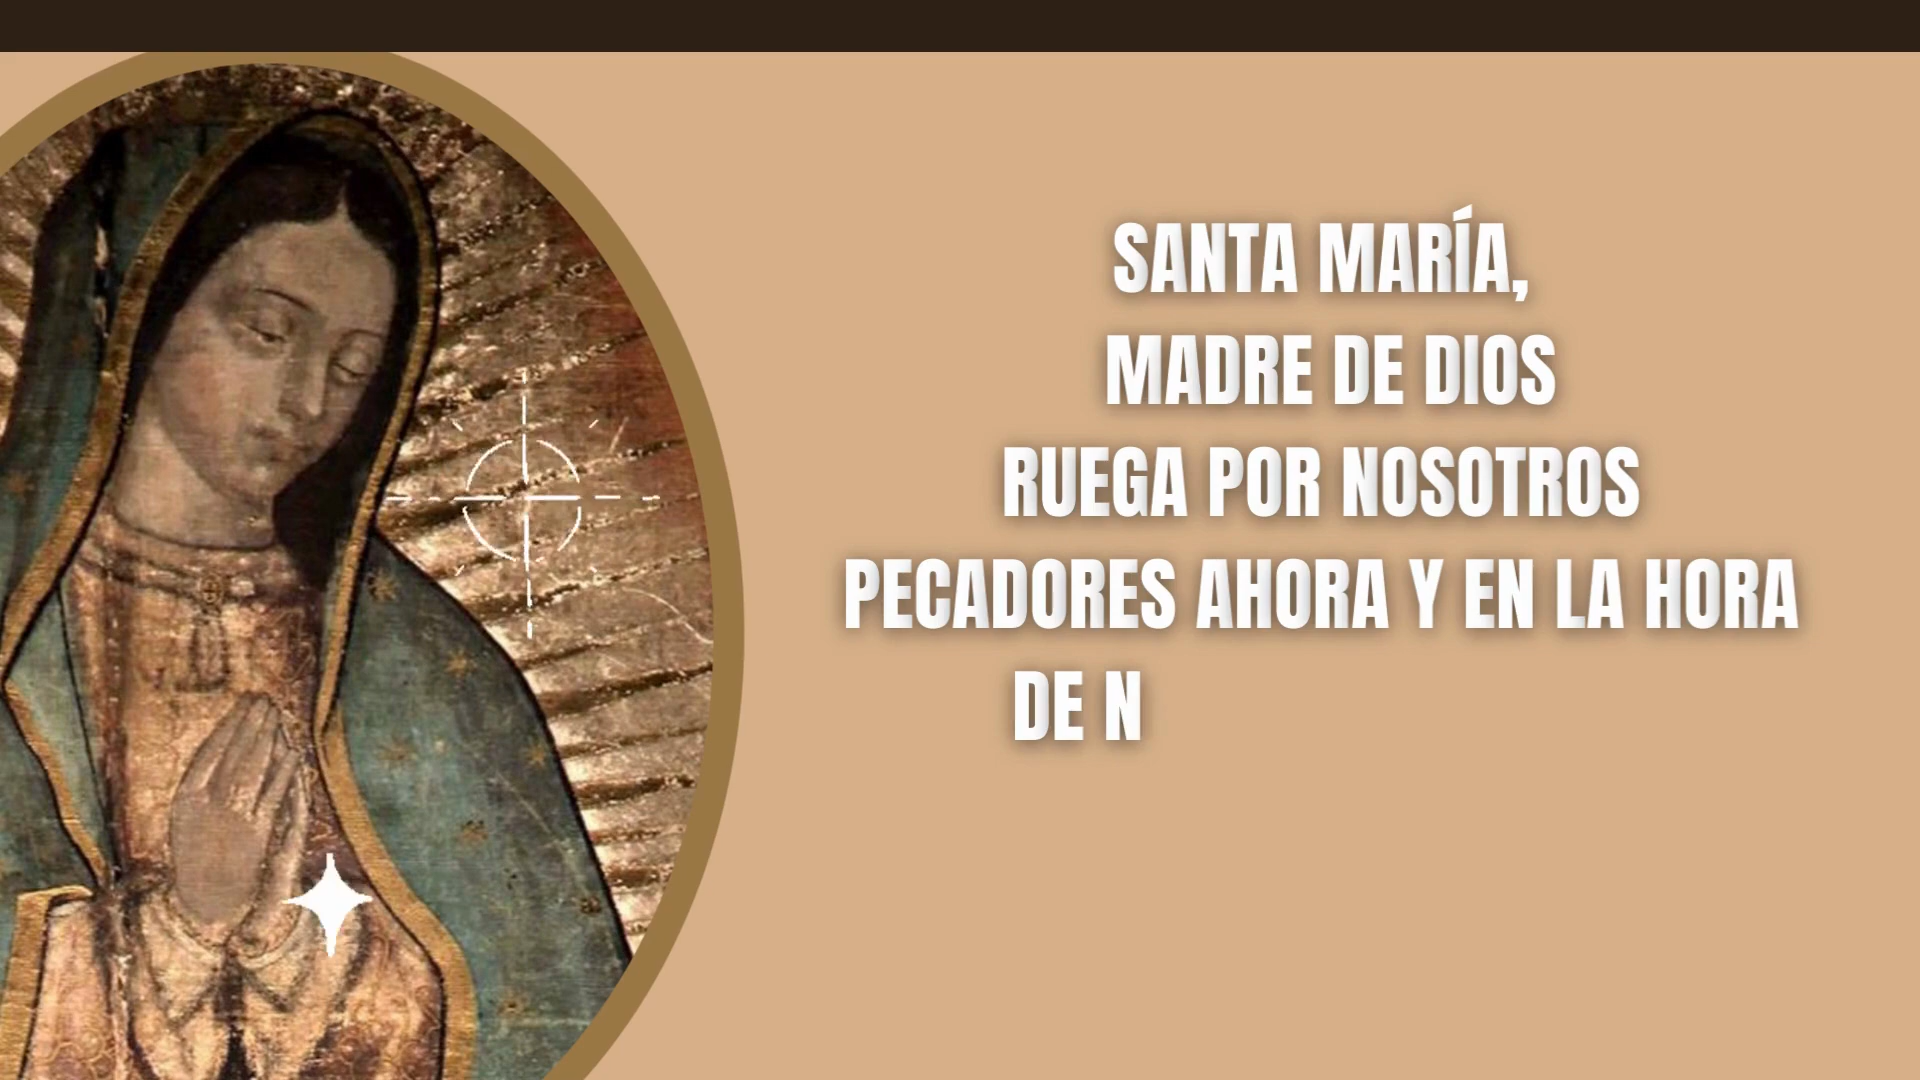 SANTA MARÍA,
MADRE DE DIOS
RUEGA POR NOSOTROS
PECADORES AHORA Y EN LA HORA
DE N